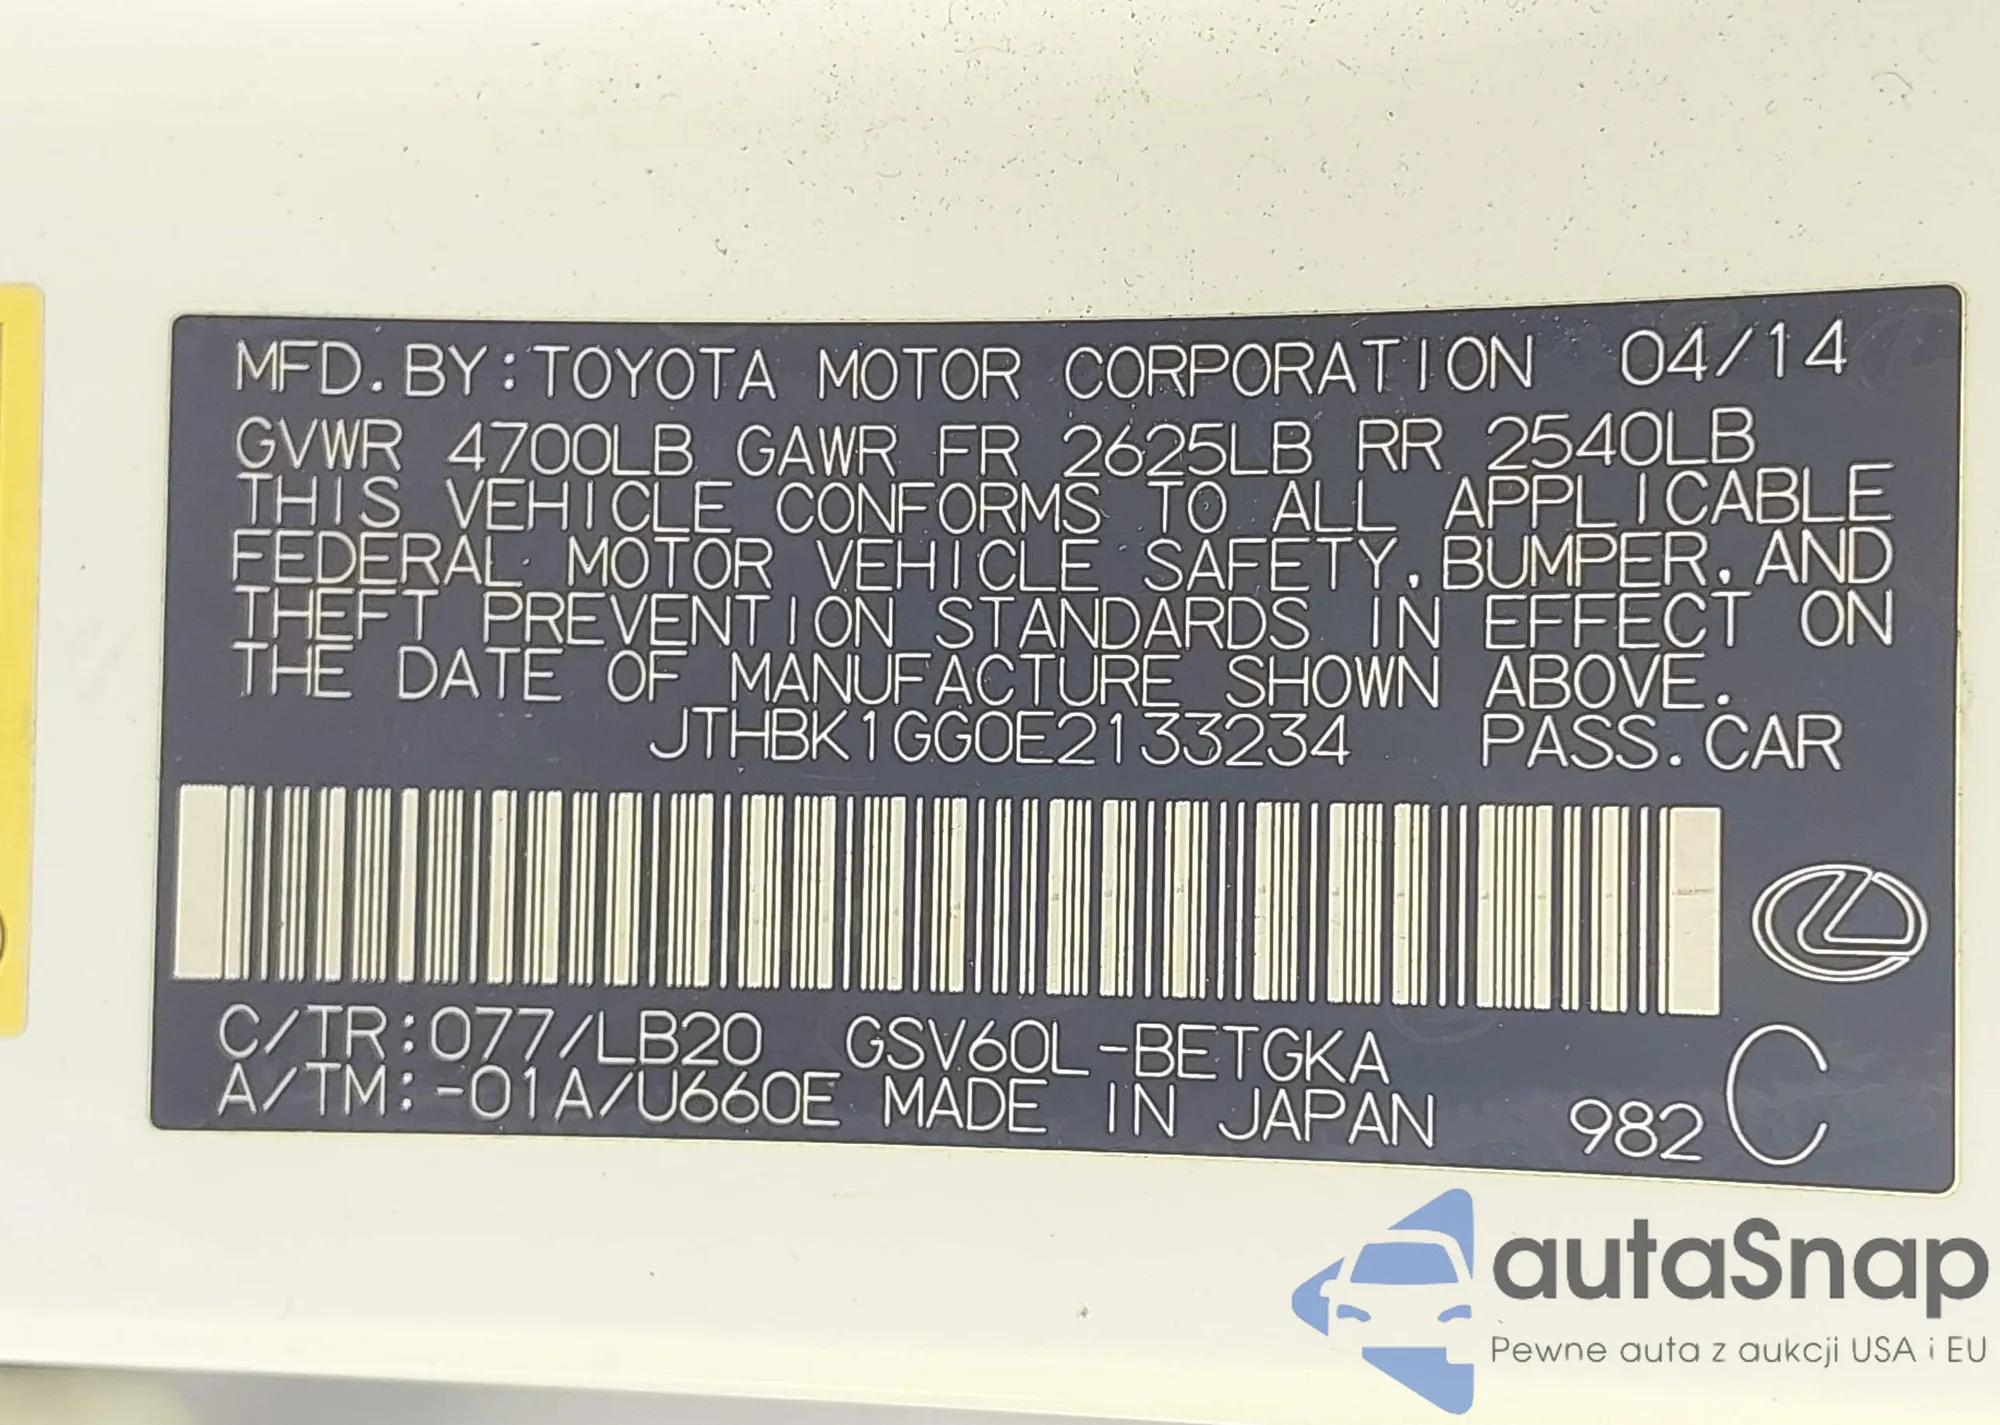 MFD. BY: TOYOTA MOTOR CORPORATION 04/14
GVWR 4700LB GAWR FR 2625LB RR 2540LB
THIS VEHICLE CONFORMS TO ALL APPLICABLE
FEDERAL MOTOR VEHICLE SAFETY, BUMPER, AND
THEFT PREVENTION STANDARDS IN EFFECT ON
THE DATE OF MANUFACTURE SHOWN ABOVE.
JTHBK1GG0E2133234 PASS. CAR
C/TR: 077/LB20 GSV60L-BETGKA
A/TM: -01A/U660E MADE IN JAPAN 982 C
autaSnap
Pewne auta z aukcji USA i EU